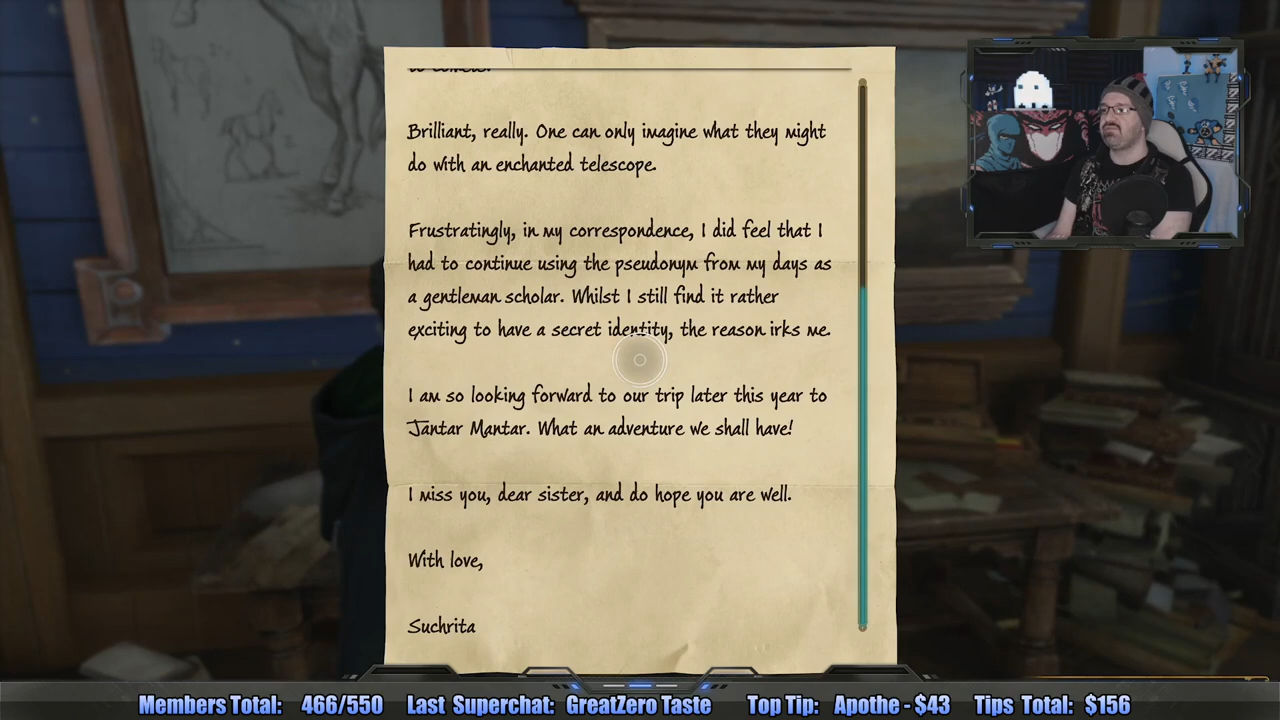 Brilliant, really. One can only imagine what they might
do with an enchanted telescope.
Frustratingly, in my correspondence, I did feel that I
had to continue using the pseudonym from my days as
a gentleman scholar. Whilst I still find it rather
exciting to have a secret identity, the reason irks me.
I am so looking forward to our trip later this year to
Jantar Mantar. What an adventure we shall have!
I miss you, dear sister, and do hope you are well.
With love,
Suchrita
Members Total: 466/550 Last Superchat: GreatZero Taste Top Tip: Apothe - $43 Tips Total: $156